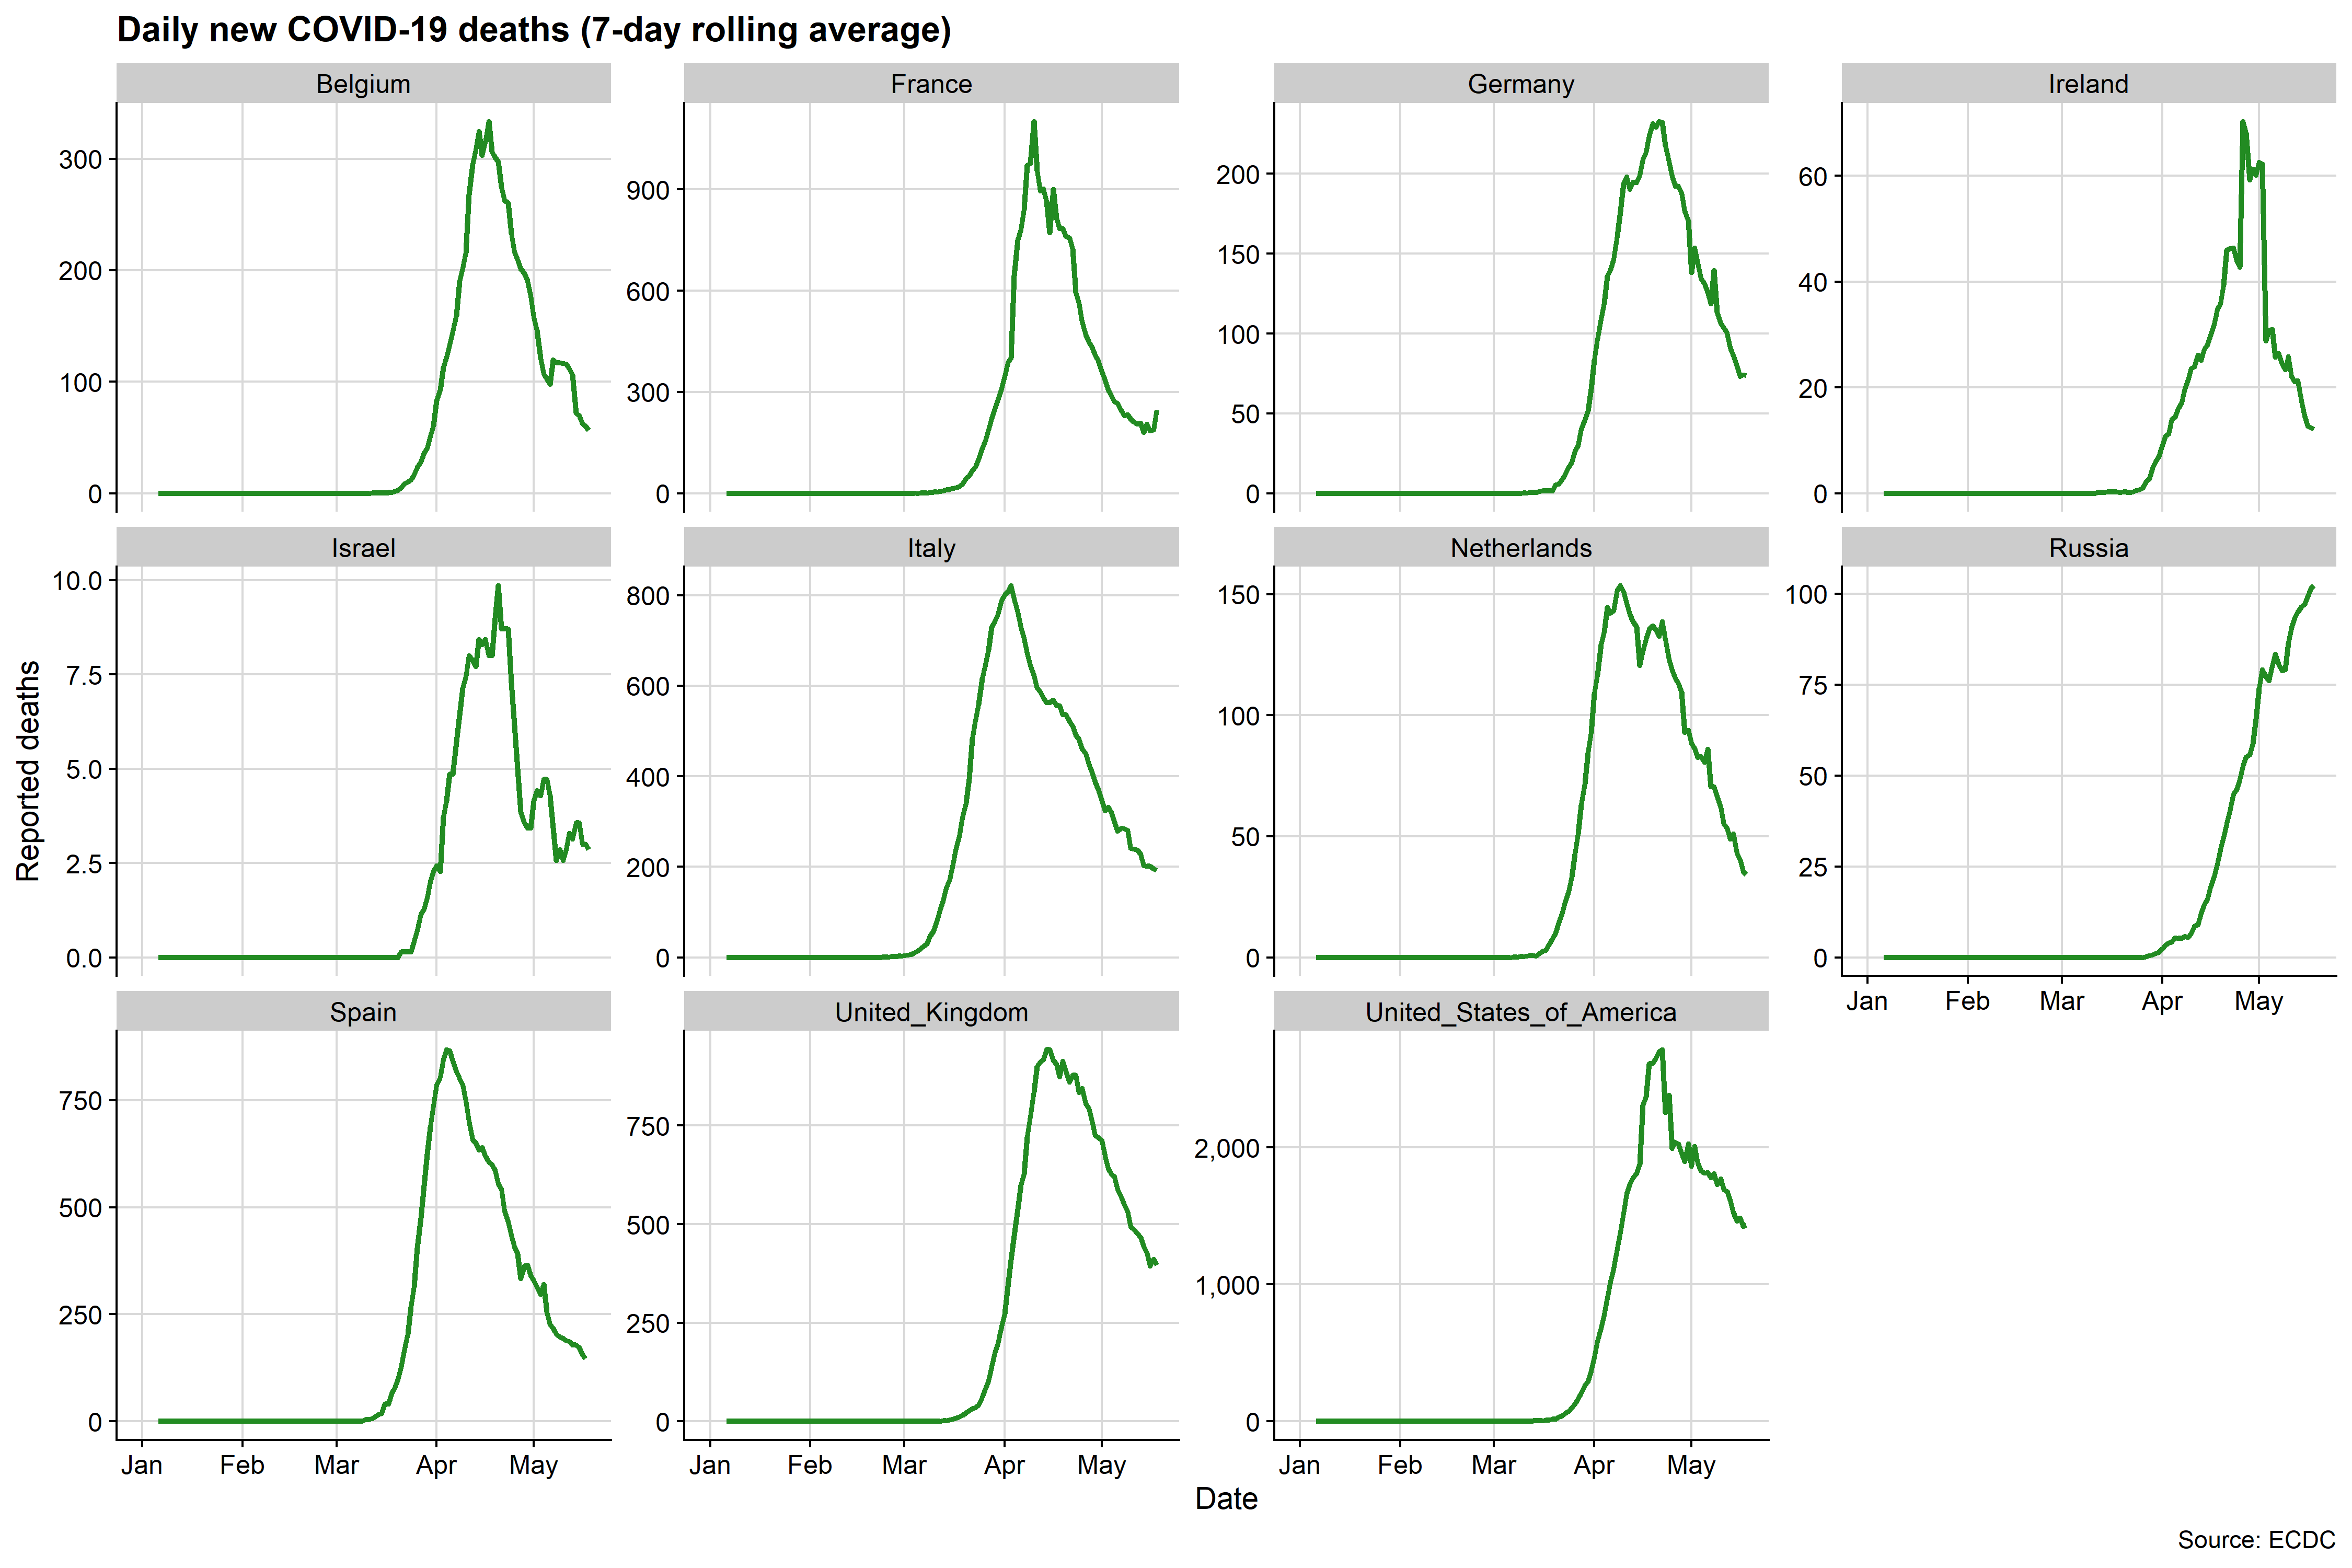 Daily new COVID-19 deaths (7-day rolling average)
Belgium
France
Germany
Ireland
300
200
100
0
900
600
300
0
200
150
100
50
0
60
40
20
0
Israel
Italy
Netherlands
Russia
10.0
7.5
5.0
2.5
0.0
800
600
400
200
0
150
100
50
0
100
75
50
25
0
Jan Feb Mar Apr May
Reported deaths
Spain
United_Kingdom
United_States_of_America
750
500
250
0
750
500
250
0
2,000
1,000
0
Jan Feb Mar Apr May
Jan Feb Mar Apr May
Jan Feb Mar Apr May
Date
Source: ECDC